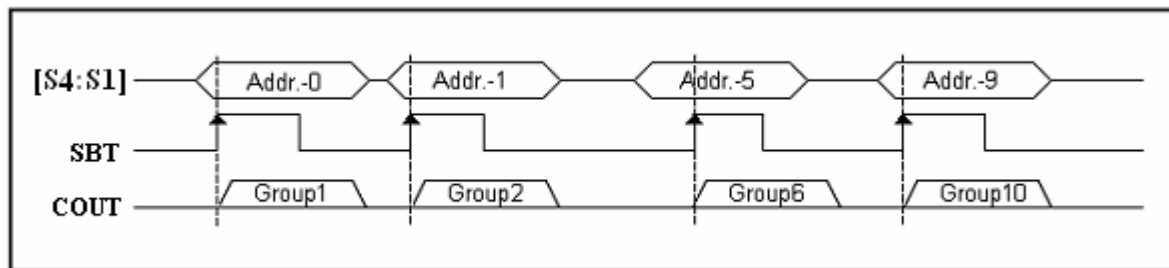 [S4:S1] Addr.-0 Addr.-1 Addr.-5 Addr.-9
SBT
COUT Group1 Group2 Group6 Group10